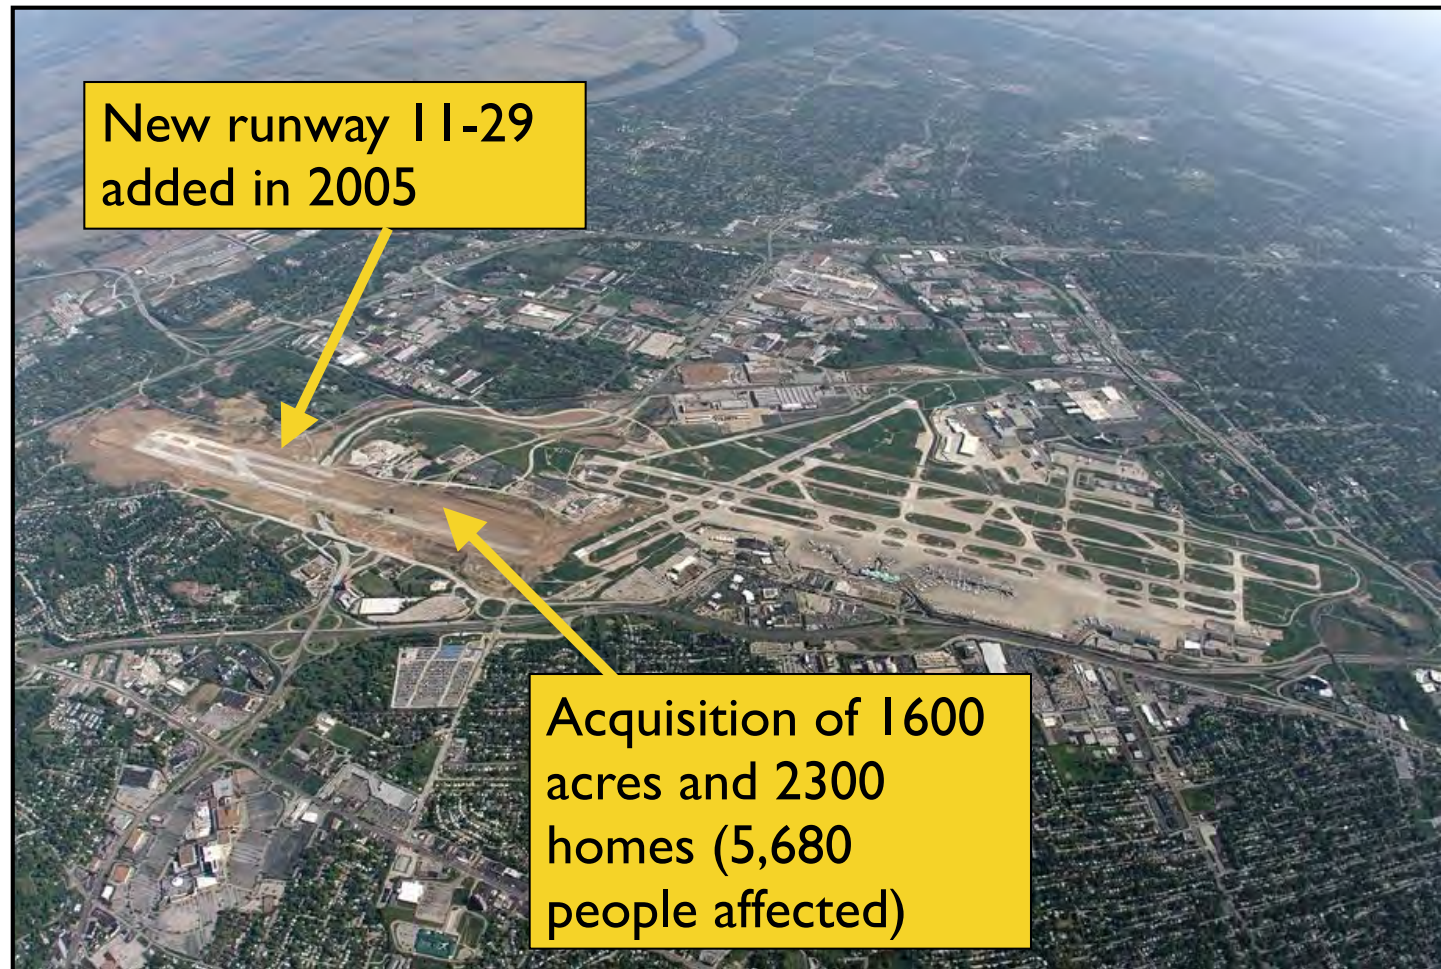 New runway 11-29
added in 2005
Acquisition of 1600
acres and 2300
homes (5,680
people affected)